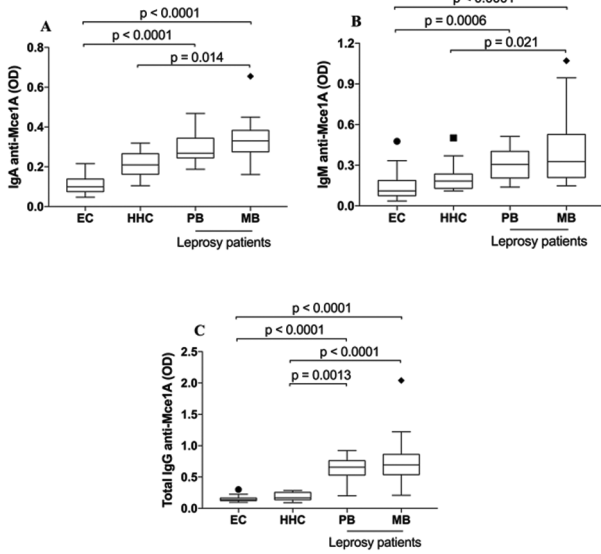 A
p < 0.0001
p < 0.0001
p = 0.014
IgA anti-Mce1A (OD)
0.8
0.6
0.4
0.2
0.0
EC HHC PB MB
Leprosy patients
B
p = 0.0006
p = 0.021
IgM anti-Mce1A (OD)
1.2
0.9
0.6
0.3
0.0
EC HHC PB MB
Leprosy patients
C
p < 0.0001
p < 0.0001
p < 0.0001
p = 0.0013
Total IgG anti-Mce1A (OD)
2.5
2.0
1.5
1.0
0.5
0.0
EC HHC PB MB
Leprosy patients